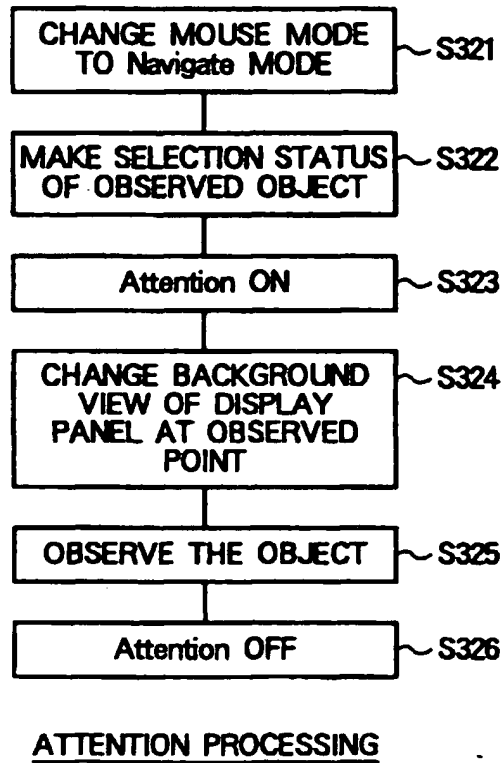 CHANGE MOUSE MODE
TO Navigate MODE
S321
MAKE SELECTION STATUS
OF OBSERVED OBJECT
S322
Attention ON
S323
CHANGE BACKGROUND
VIEW OF DISPLAY
PANEL AT OBSERVED
POINT
S324
OBSERVE THE OBJECT
S325
Attention OFF
S326
ATTENTION PROCESSING